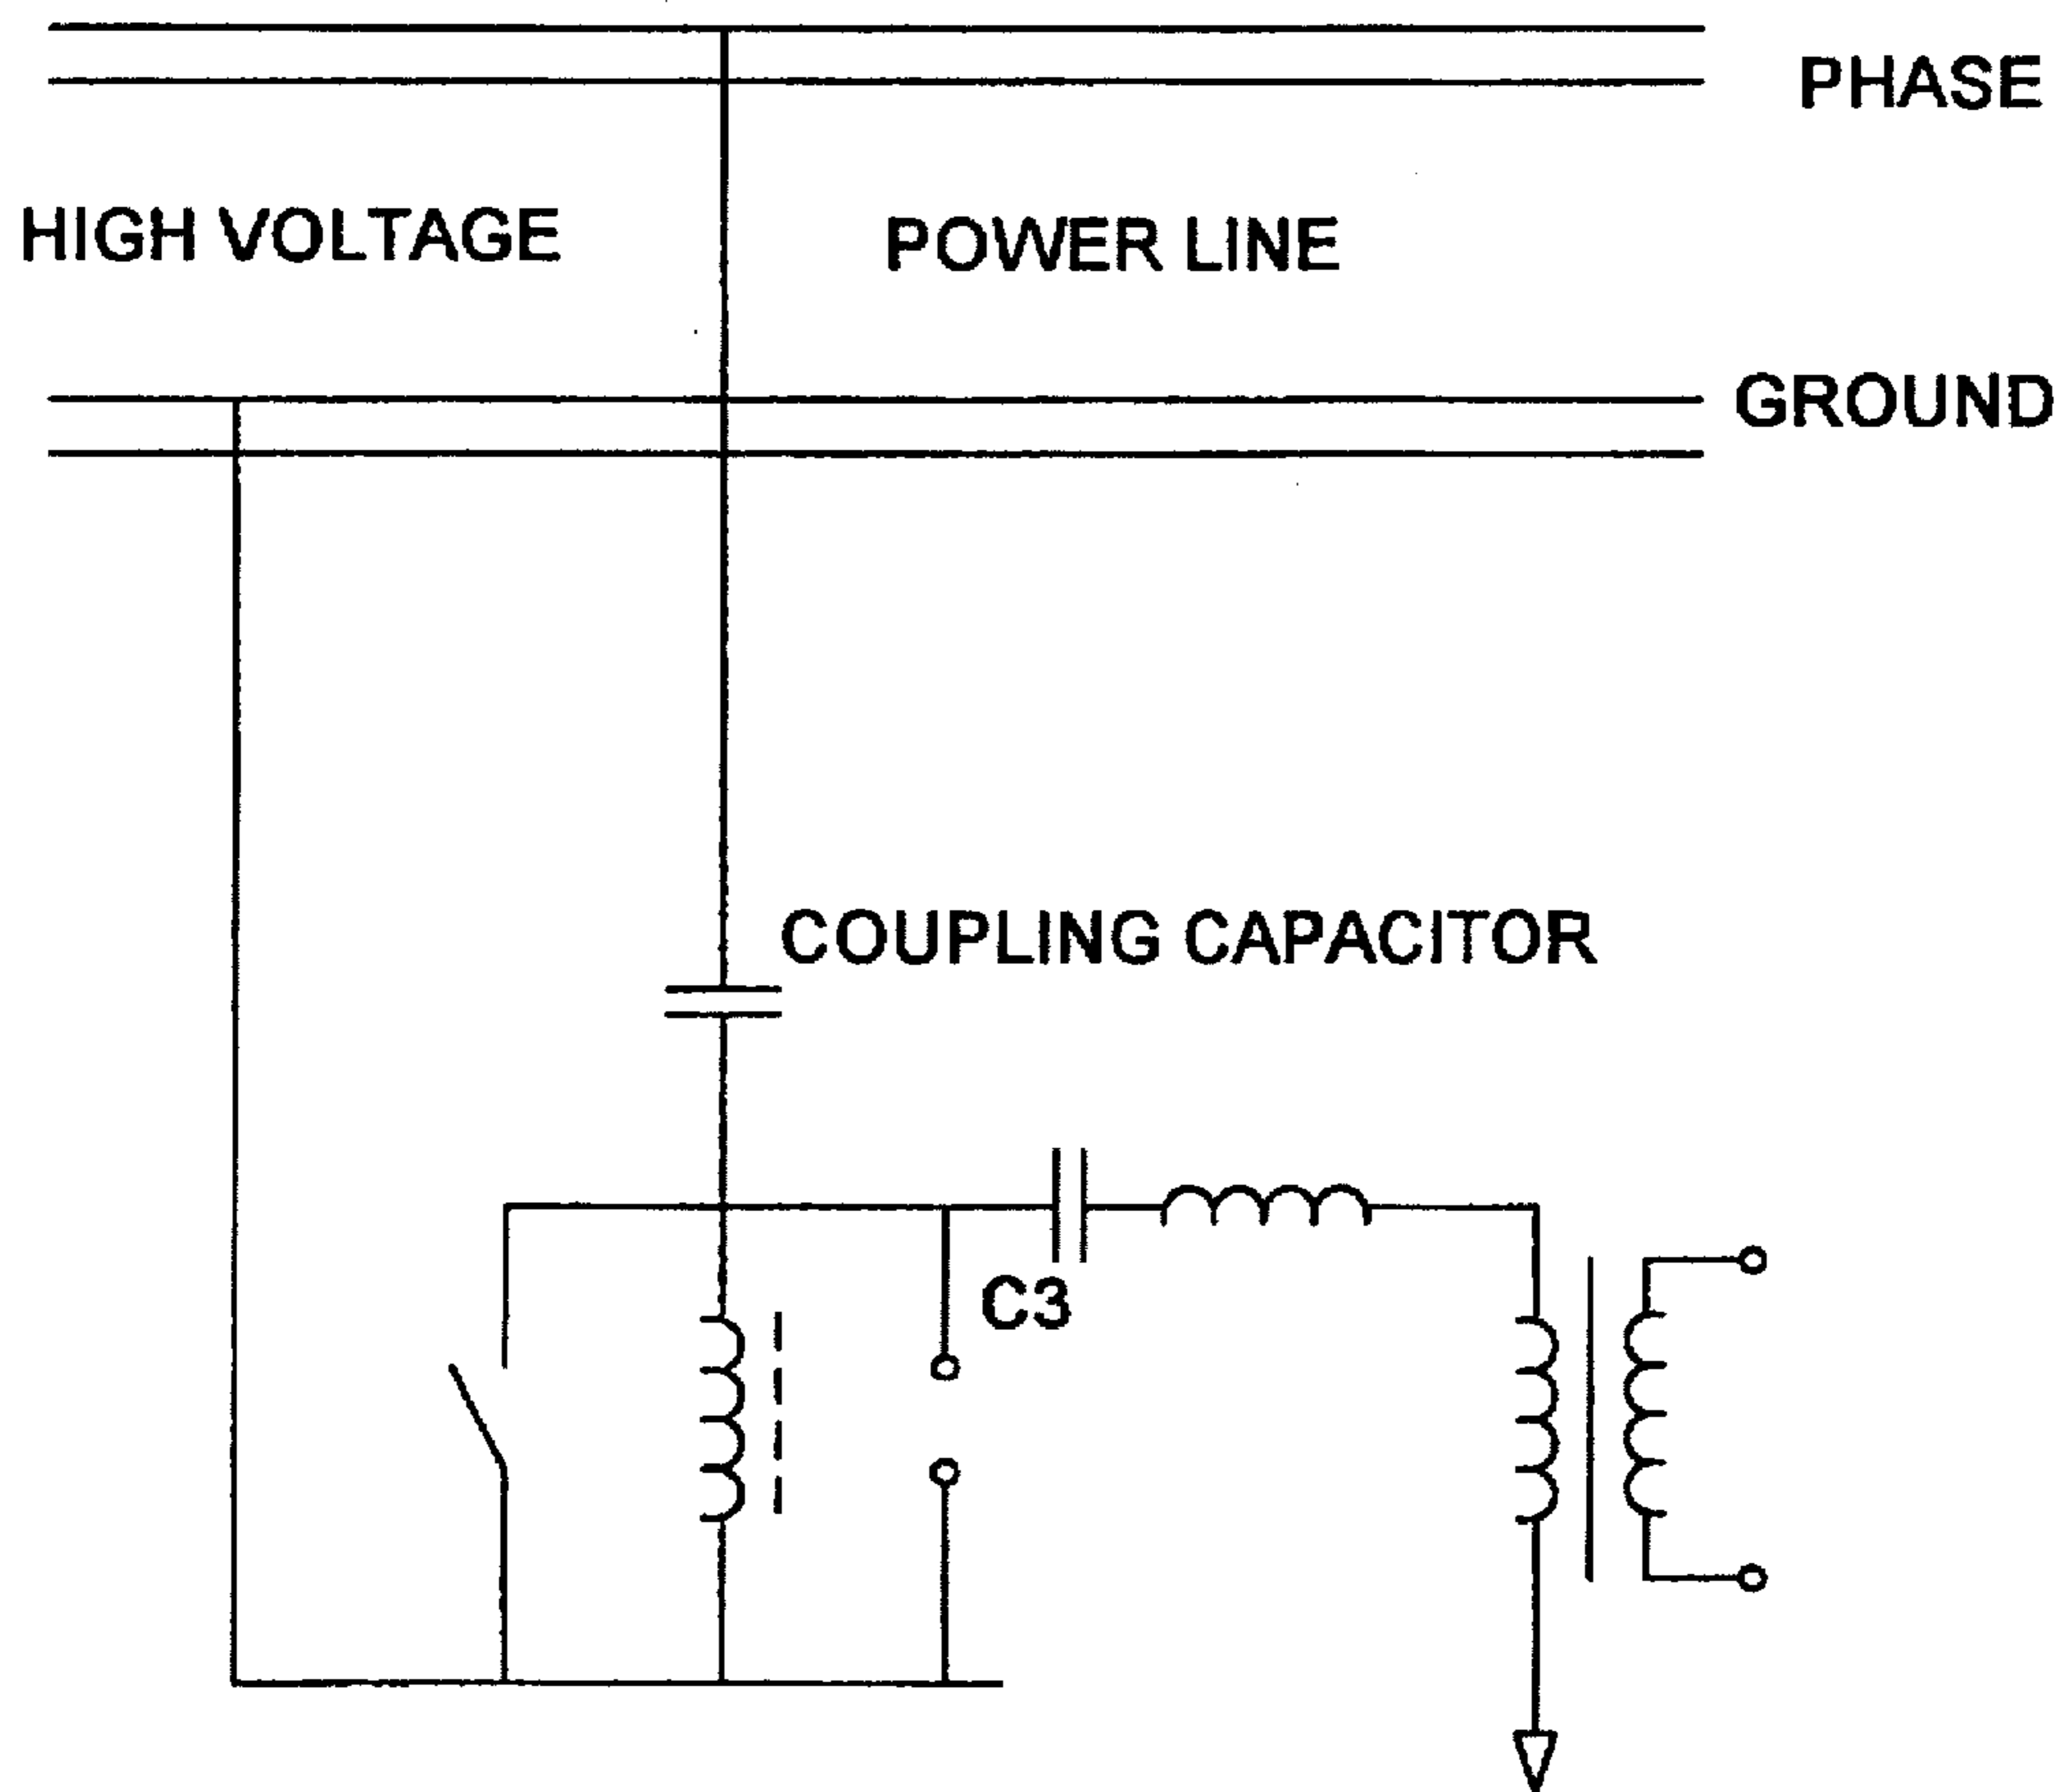 PHASE
HIGH VOLTAGE
POWER LINE
GROUND
COUPLING CAPACITOR
C3